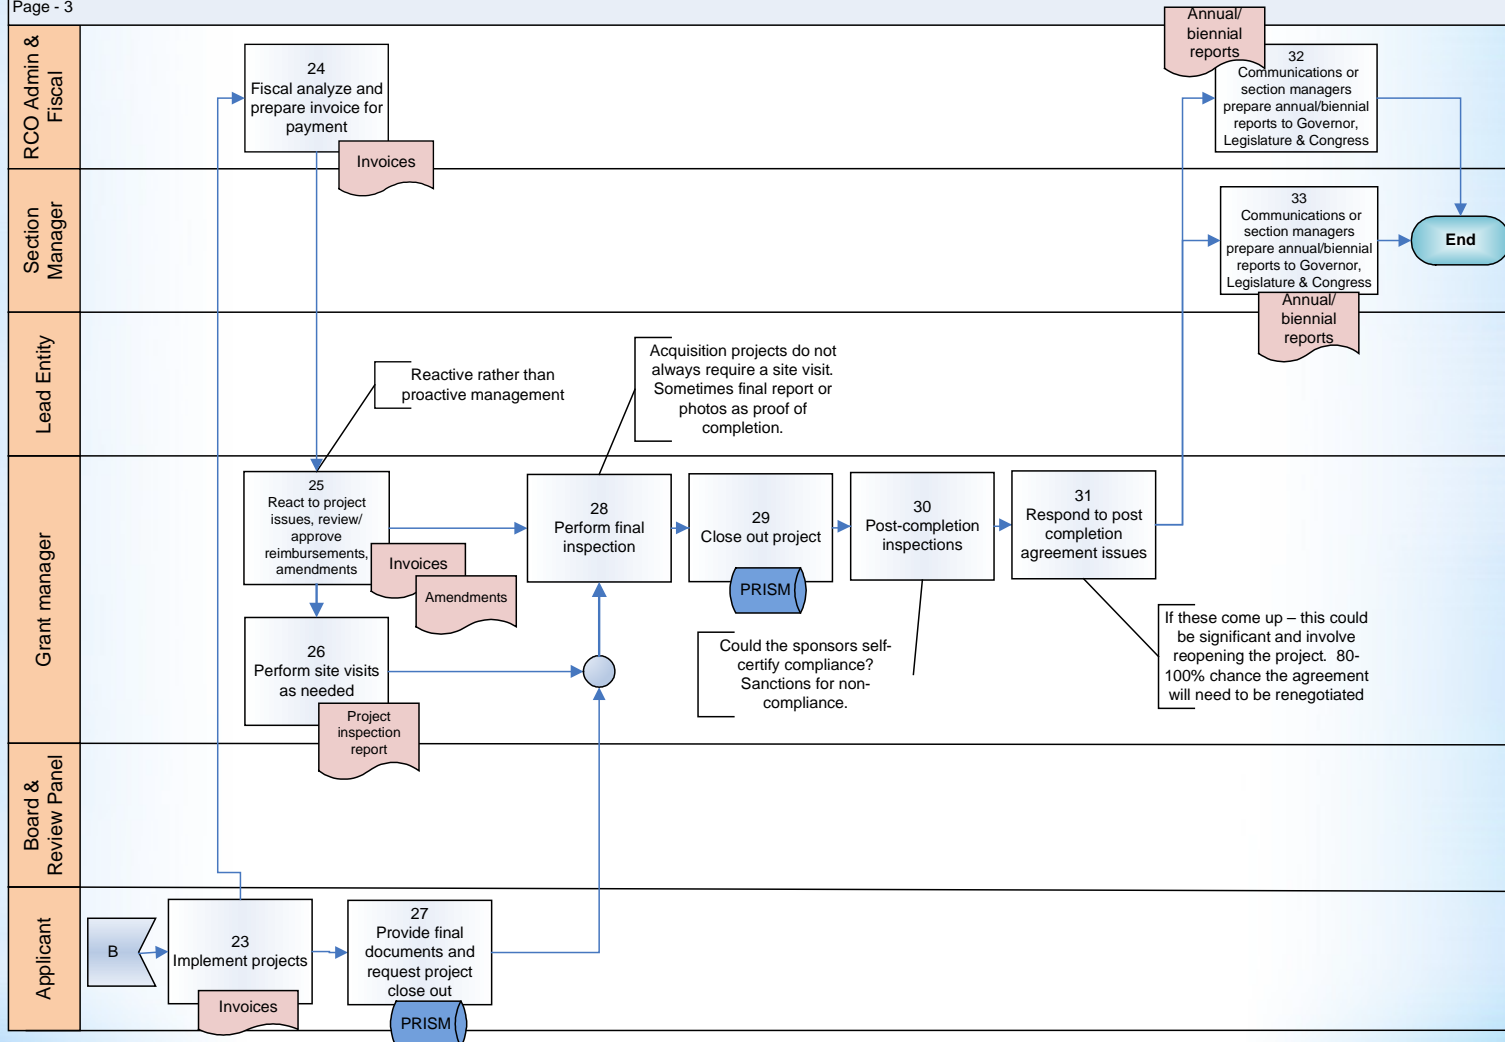 Page - 3
RCO Admin &
Fiscal
24
Fiscal analyze and
prepare invoice for
payment
Invoices
Annual/
biennial
reports
32
Communications or
section managers
prepare annual/biennial
reports to Governor,
Legislature & Congress
Section
Manager
33
Communications or
section managers
prepare annual/biennial
reports to Governor,
Legislature & Congress
Annual/
biennial
reports
End
Lead Entity
Reactive rather than
proactive management
Acquisition projects do not
always require a site visit.
Sometimes final report or
photos as proof of
completion.
Grant manager
25
React to project
issues, review/
approve
reimbursements,
amendments
Invoices
Amendments
26
Perform site visits
as needed
Project
inspection
report
28
Perform final
inspection
29
Close out project
PRISM
30
Post-completion
inspections
31
Respond to post
completion
agreement issues
Could the sponsors self-
certify compliance?
Sanctions for non-
compliance.
If these come up – this could
be significant and involve
reopening the project.  80-
100% chance the agreement
will need to be renegotiated
Board &
Review Panel
Applicant
B
23
Implement projects
Invoices
27
Provide final
documents and
request project
close out
PRISM